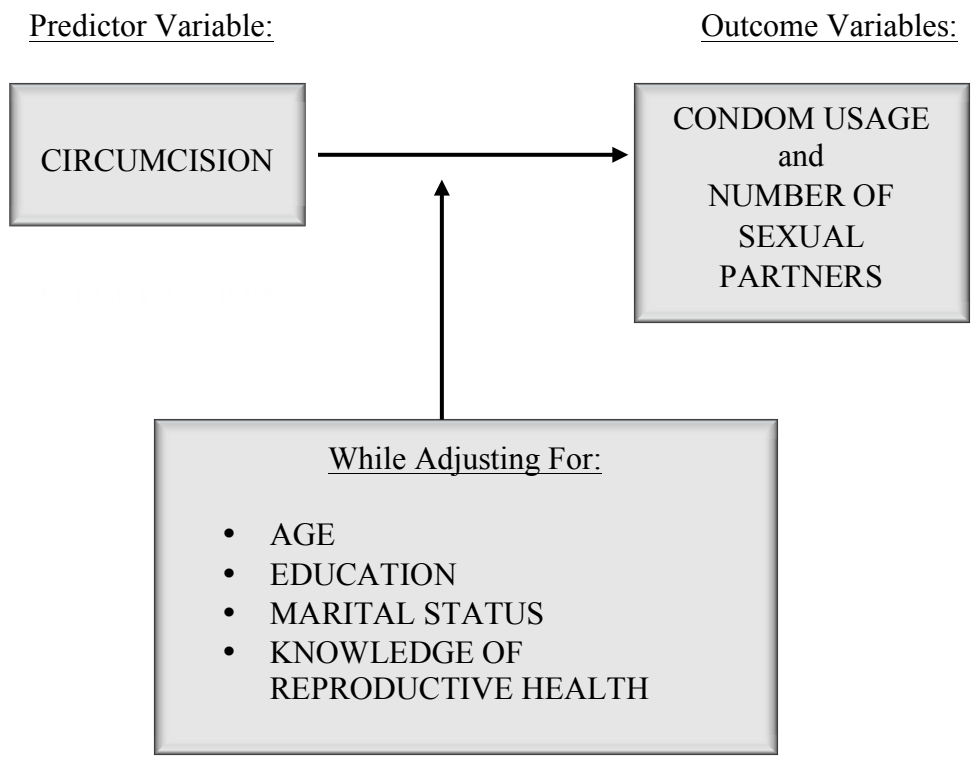 Predictor Variable:
Outcome Variables:
CIRCUMCISION
CONDOM USAGE
and
NUMBER OF
SEXUAL
PARTNERS
While Adjusting For:
• AGE
• EDUCATION
• MARITAL STATUS
• KNOWLEDGE OF
REPRODUCTIVE HEALTH